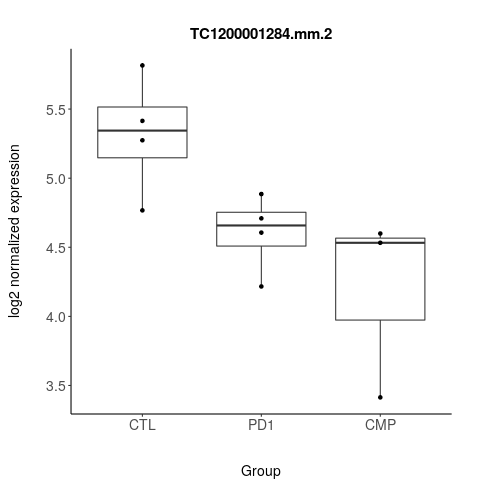 TC1200001284.mm.2
log2 normalized expression
5.5
5.0
4.5
4.0
3.5
CTL PD1 CMP
Group